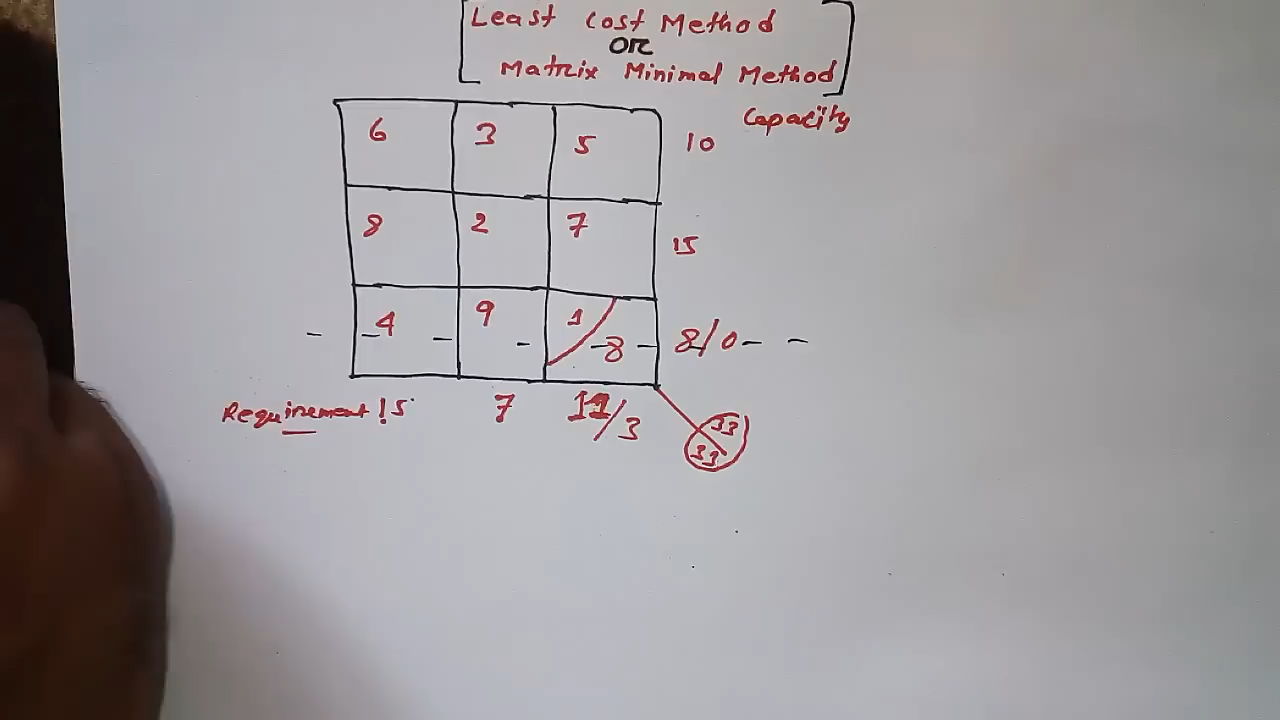 Least Cost Method
OR
Matrix Minimal Method
Capacity
6 3 5 10
8 2 7 15
4 9 1 8 8/0
Requirement 15 7 11/3
33
33